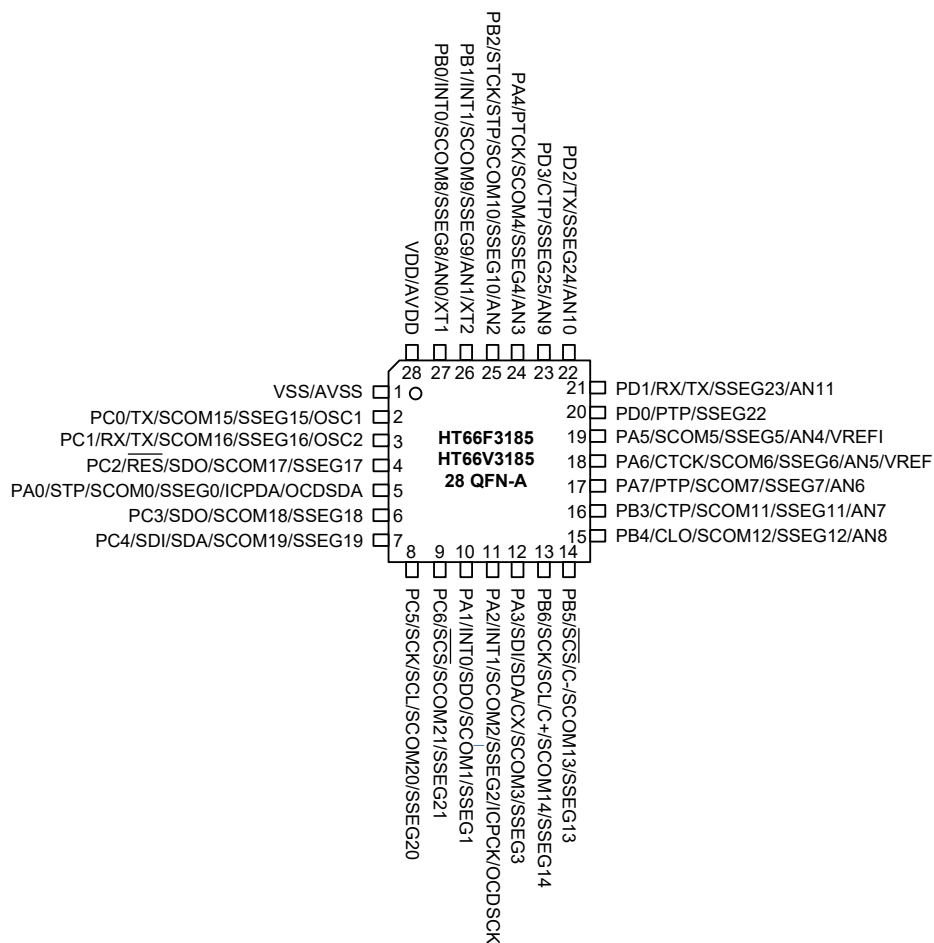 PB2/STCK/STP/SCOM10/SSEG10/AN2
PB1/INT1/SCOM9/SSEG9/AN1/XT2
PB0/INT0/SCOM8/SSEG8/AN0/XT1
PA4/PTCK/SCOM4/SSEG4/AN3
PD3/CTP/SSEG25/AN9
PD2/TX/SSEG24/AN10
VDD/AVDD
28 27 26 25 24 23 22
VSS/AVSS 1
PC0/TX/SCOM15/SSEG15/OSC1 2
PC1/RX/TX/SCOM16/SSEG16/OSC2 3
PC2/RES/SDO/SCOM17/SSEG17 4
PA0/STP/SCOM0/SSEG0/ICPDA/OCDSDA 5
PC3/SDO/SCOM18/SSEG18 6
PC4/SDI/SDA/SCOM19/SSEG19 7
HT66F3185
HT66V3185
28 QFN-A
21 PD1/RX/TX/SSEG23/AN11
20 PD0/PTP/SSEG22
19 PA5/SCOM5/SSEG5/AN4/VREFI
18 PA6/CTCK/SCOM6/SSEG6/AN5/VREF
17 PA7/PTP/SCOM7/SSEG7/AN6
16 PB3/CTP/SCOM11/SSEG11/AN7
15 PB4/CLO/SCOM12/SSEG12/AN8
8 9 10 11 12 13 14
PC5/SCK/SCL/SCOM20/SSEG20
PC6/SCS/SCOM21/SSEG21
PA1/INT0/SDO/SCOM1/SSEG1
PA2/INT1/SCOM2/SSEG2/ICPCK/OCDSCK
PA3/SDI/SDA/CX/SCOM3/SSEG3
PB6/SCK/SCL/C+/SCOM14/SSEG14
PB5/SCS/C-/SCOM13/SSEG13